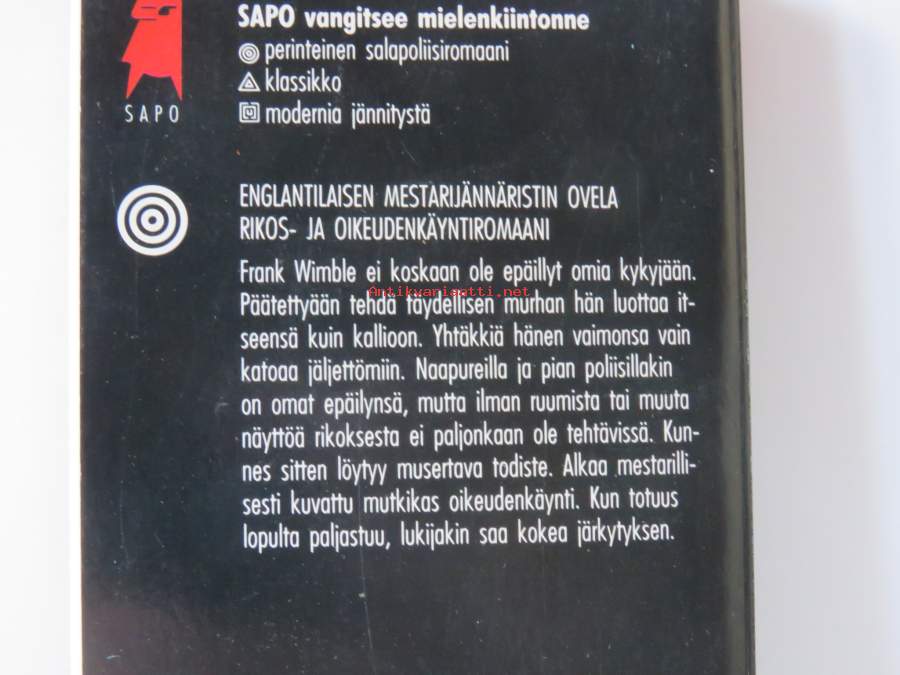 SAPO vangitsee mielenkiintonne
perinteinen salapoliisiromaani
klassikko
modernia jännitystä
SAPO
ENGLANTILAISEN MESTARIJÄNNÄRISTIN OVELA
RIKOS- JA OIKEUDENKÄYNTIROMAANI
Frank Wimble ei koskaan ole epäillyt omia kykyjään.
Antikvariaatti.net
Päätettyään tehdä täydellisen murhan hän luottaa it-
seensä kuin kallioon. Yhtäkkiä hänen vaimonsa vain
katoaa jäljettömiin. Naapureilla ja pian poliisillakin
on omat epäilynsä, mutta ilman ruumista tai muuta
näyttöä rikoksesta ei paljonkaan ole tehtävissä. Kun-
nes sitten löytyy musertava todiste. Alkaa mestarilli-
sesti kuvattu mutkikas oikeudenkäynti. Kun totuus
lopulta paljastuu, lukijakin saa kokea järkytyksen.